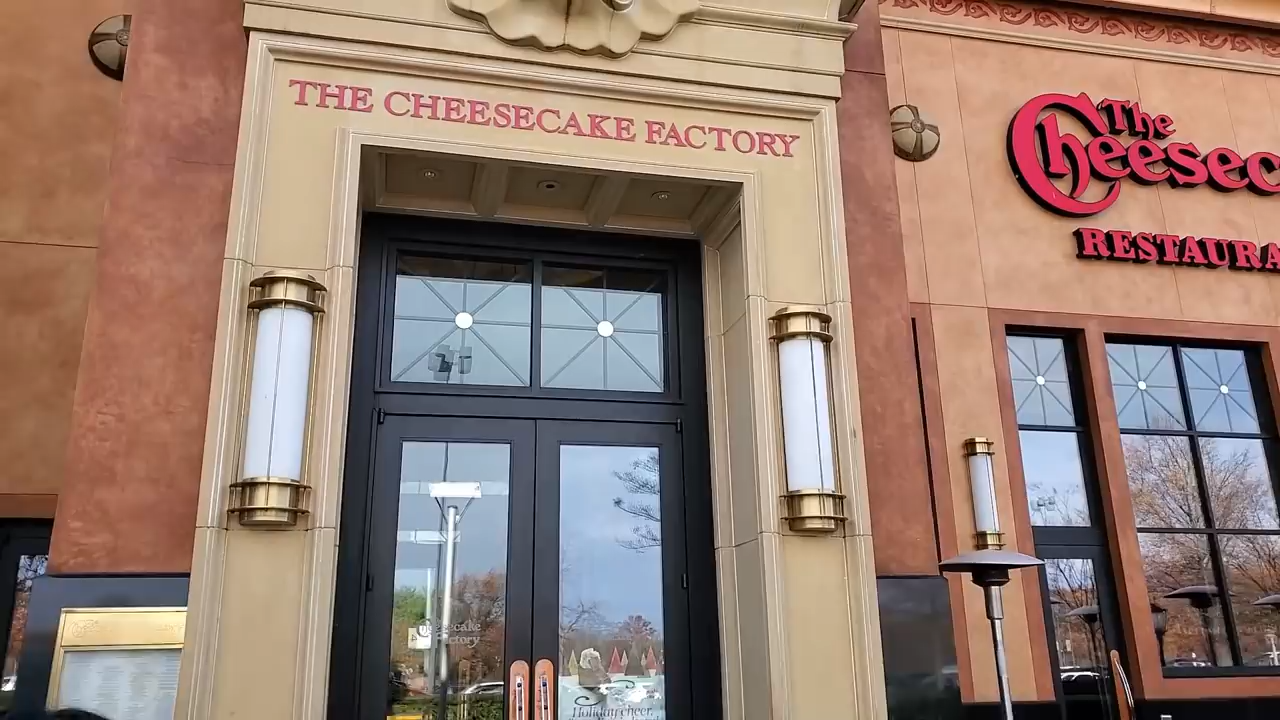 THE CHEESECAKE FACTORY
The
Cheesec
RESTAURA
Cheesecake
Factory
Holiday cheer,